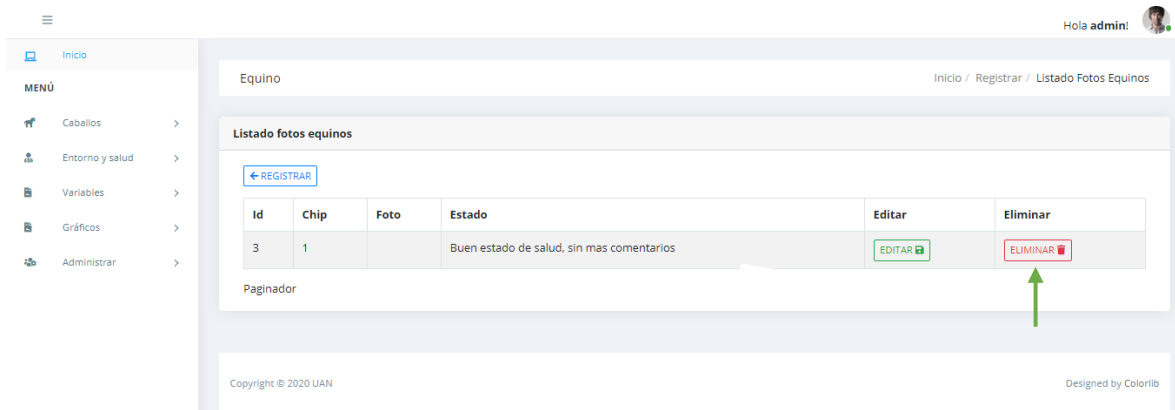 Hola admin!
Inicio
MENÚ
Caballos
Entorno y salud
Variables
Gráficos
Administrar
Equino
Inicio / Registrar / Listado Fotos Equinos
Listado fotos equinos
REGISTRAR
Id Chip Foto Estado Editar Eliminar
3 1 Buen estado de salud, sin mas comentarios EDITAR ELIMINAR
Paginador
Copyright © 2020 UAN
Designed by Colorlib